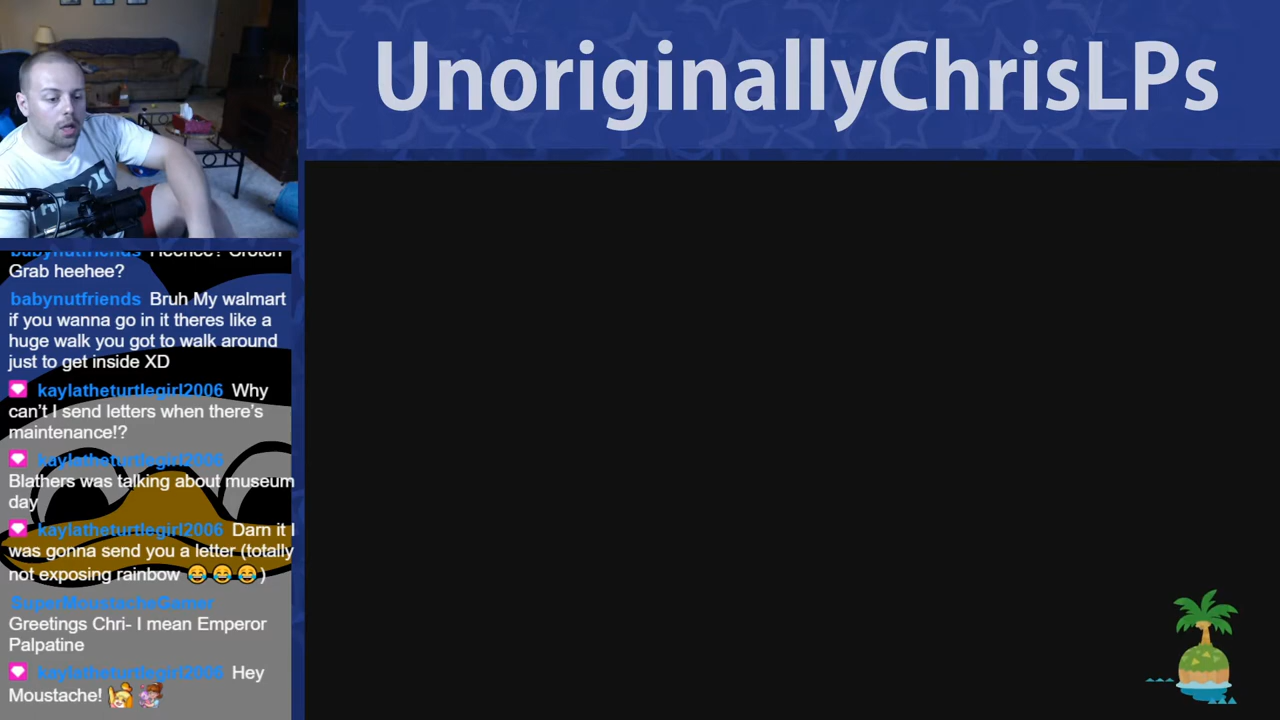 UnoriginallyChrisLPs
babynutfriends Heehee? Crotch
Grab heehee?
babynutfriends Bruh My walmart
if you wanna go in it theres like a
huge walk you got to walk around
just to get inside XD
kaylatheturtlegirl2006 Why
can’t I send letters when there’s
maintenance!?
kaylatheturtlegirl2006
Blathers was talking about museum
day
kaylatheturtlegirl2006 Darn it I
was gonna send you a letter (totally
not exposing rainbow 😂😂😂)
SuperMoustacheGamer
Greetings Chri- I mean Emperor
Palpatine
kaylatheturtlegirl2006 Hey
Moustache!